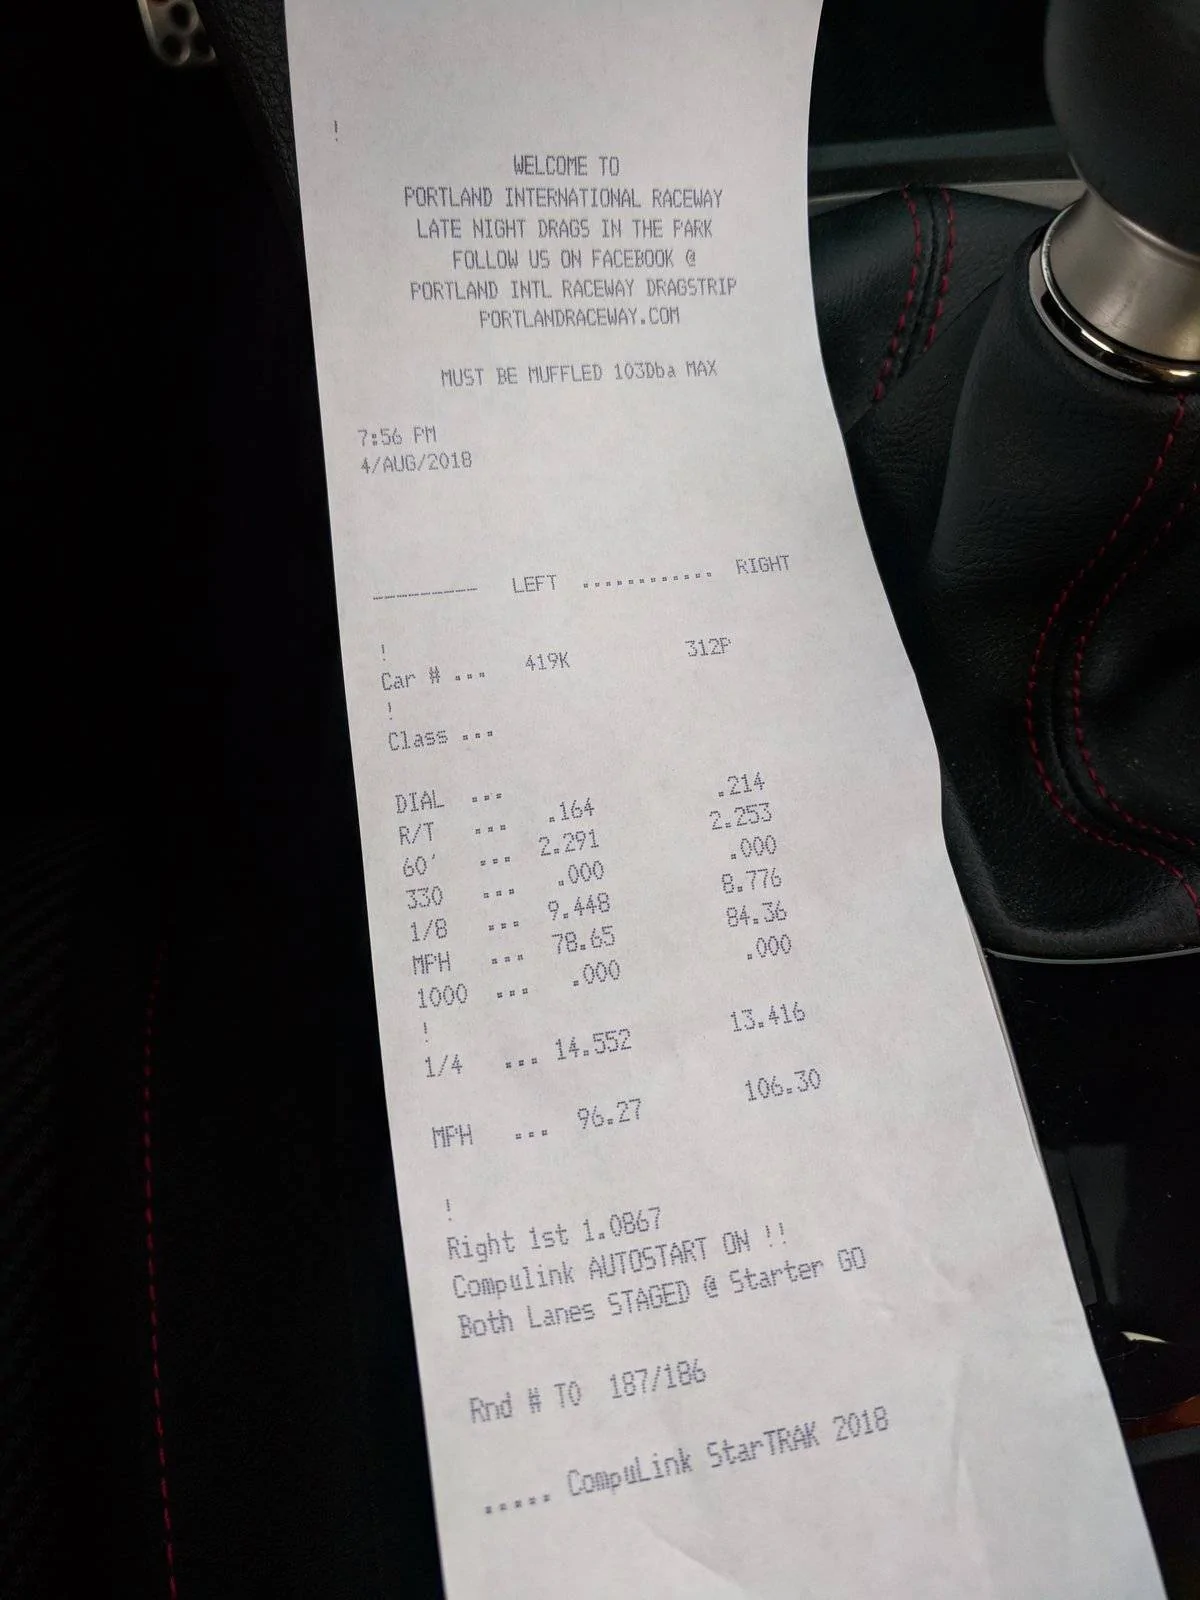 !
WELCOME TO
PORTLAND INTERNATIONAL RACEWAY
LATE NIGHT DRAGS IN THE PARK
FOLLOW US ON FACEBOOK @
PORTLAND INTL RACEWAY DRAGSTRIP
PORTLANDRACEWAY.COM
MUST BE MUFFLED 103Dba MAX
7:56 PM
4/AUG/2018
--------- LEFT ............ RIGHT
!
Car # ... 419K 312P
!
Class ...
DIAL ...
R/T ... .164 .214
60' ... 2.291 2.253
330 ... .000 .000
1/8 ... 9.448 8.776
MPH ... 78.65 84.36
1000 ... .000 .000
!
1/4 ... 14.552 13.416
MPH ... 96.27 106.30
!
Right 1st 1.0867
Compulink AUTOSTART ON !!
Both Lanes STAGED @ Starter GO
Rnd # T0 187/186
..... CompuLink StarTRAK 2018